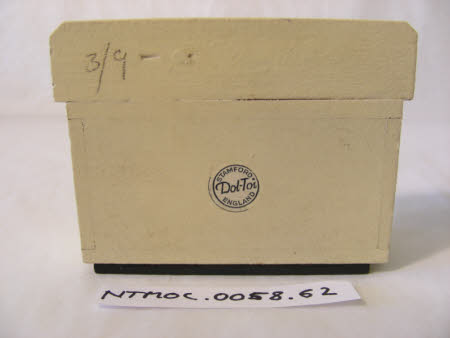 3/9 -
STAMFORD
Dol-Toi
ENGLAND
NTMOC.0058.62